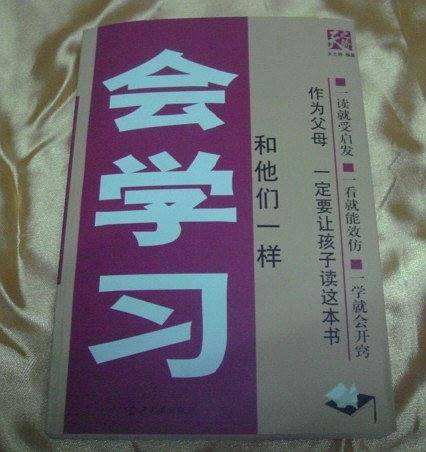 和他们一样
会学习
作为父母 一定要让孩子读这本书
■一读就受启发■一看就能效仿■一学就会开窍